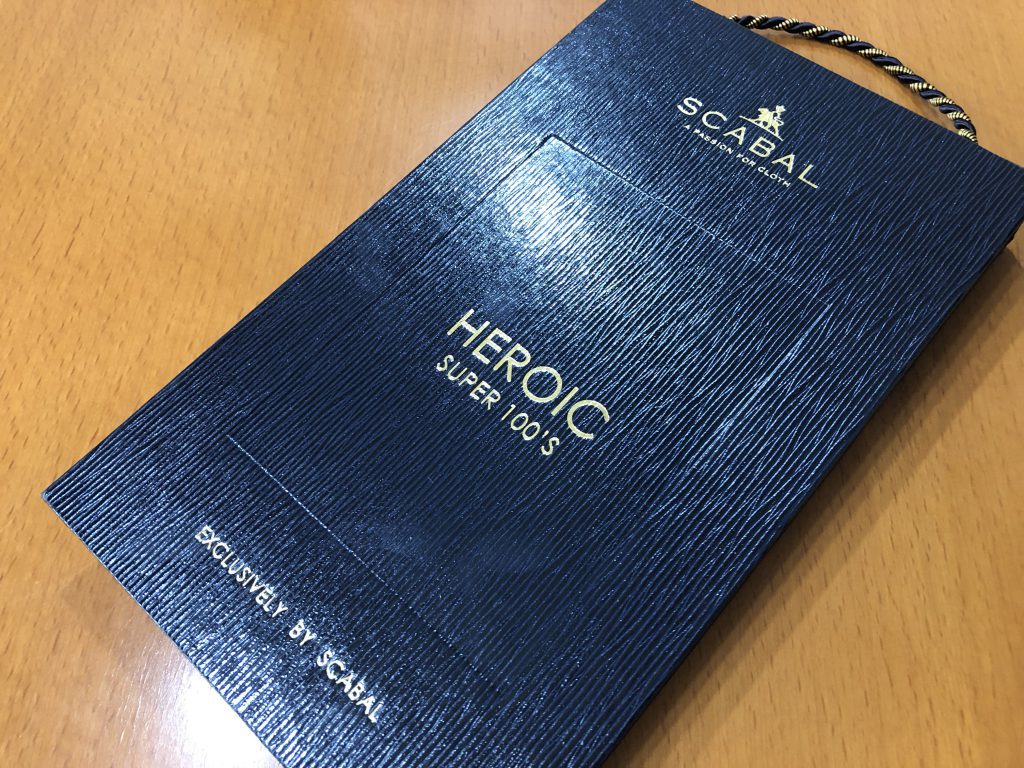 SCABAL
A PASSION FOR CLOTH
HEROIC
SUPER 100'S
EXCLUSIVELY BY SCABAL